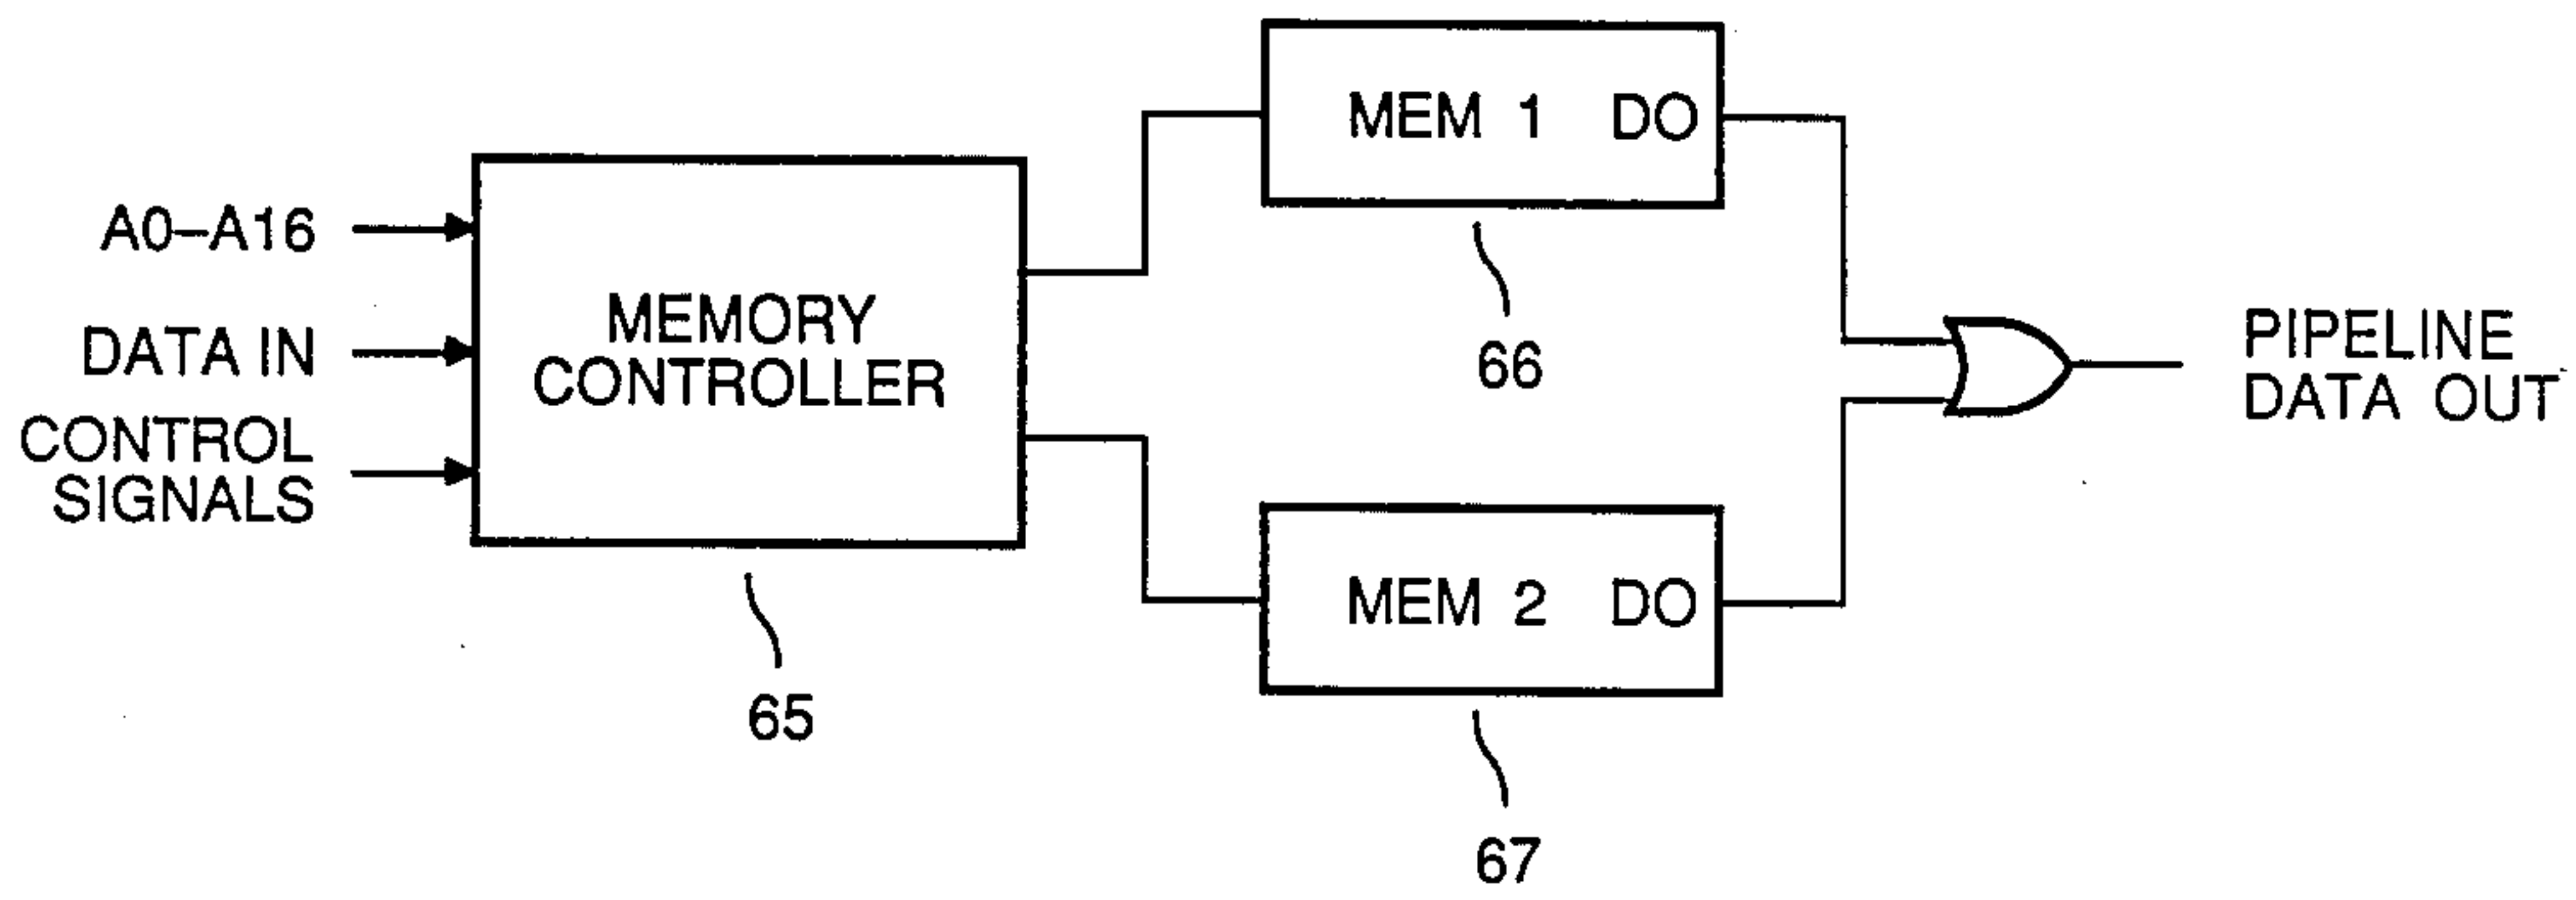 A0–A16
DATA IN
CONTROL
SIGNALS
MEMORY
CONTROLLER
65
MEM 1 DO
66
MEM 2 DO
67
PIPELINE
DATA OUT